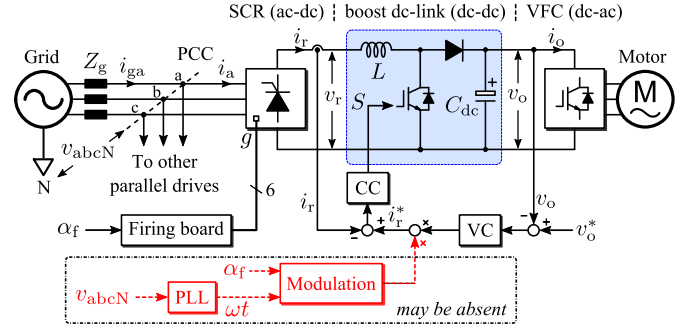 SCR (ac-dc) ¦ boost dc-link (dc-dc) ¦ VFC (dc-ac)
Grid Z_g PCC i_r i_o Motor
i_ga a i_a L
b v_r S C_dc + v_o M
c
v_abcN g
N To other
parallel drives
6 CC
α_f Firing board i_r i_r^* VC v_o v_o^*
- + × × - +
α_f Modulation
v_abcN PLL ωt may be absent